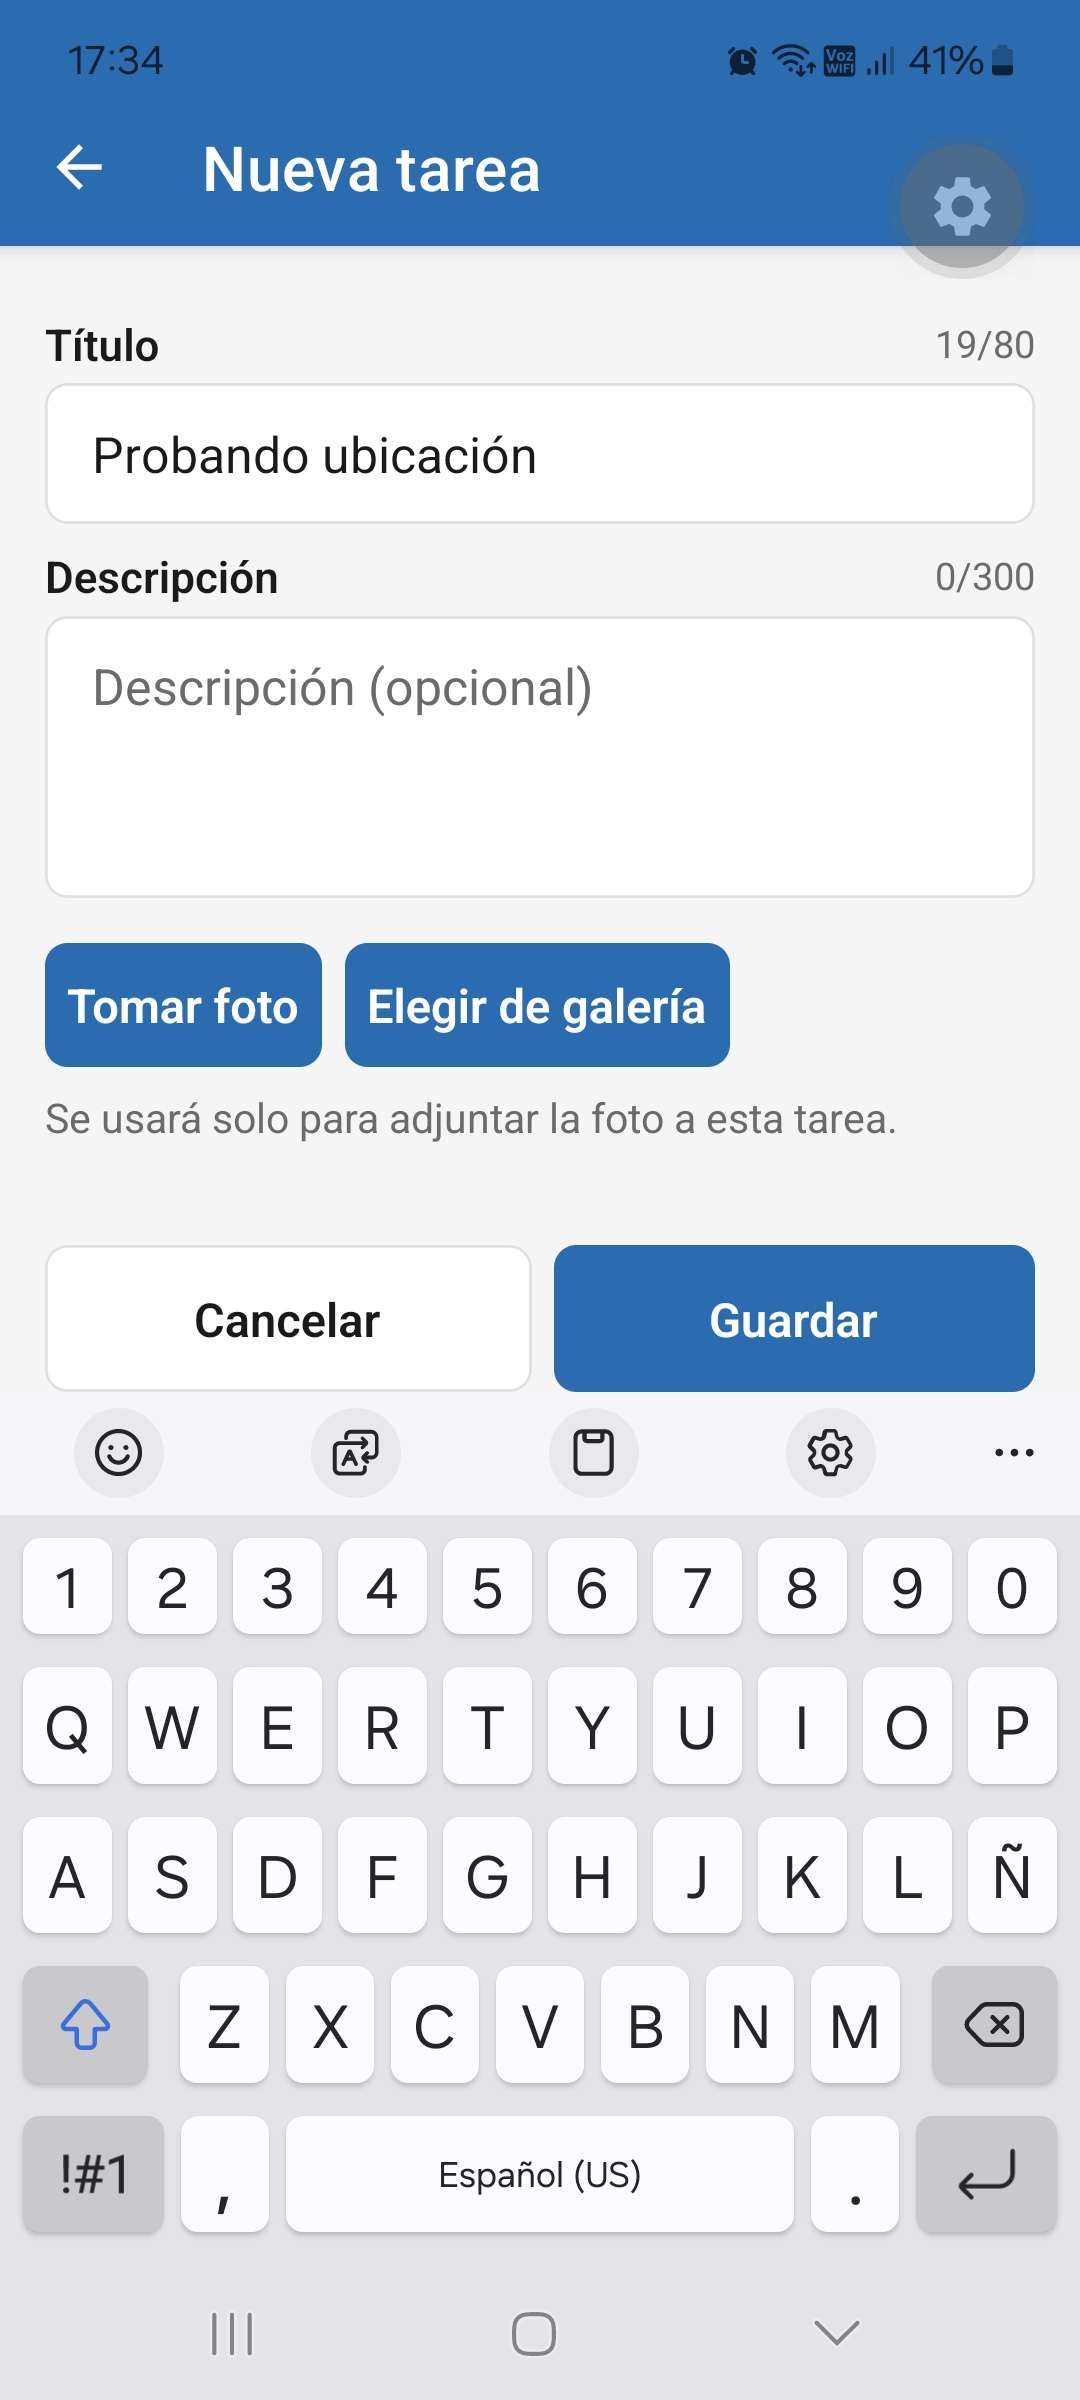 17:34
Voz WiFi 41%
Nueva tarea
Título 19/80
Probando ubicación
Descripción 0/300
Descripción (opcional)
Tomar foto Elegir de galería
Se usará solo para adjuntar la foto a esta tarea.
Cancelar Guardar
1 2 3 4 5 6 7 8 9 0
Q W E R T Y U I O P
A S D F G H J K L Ñ
Z X C V B N M
!#1 , Español (US) .